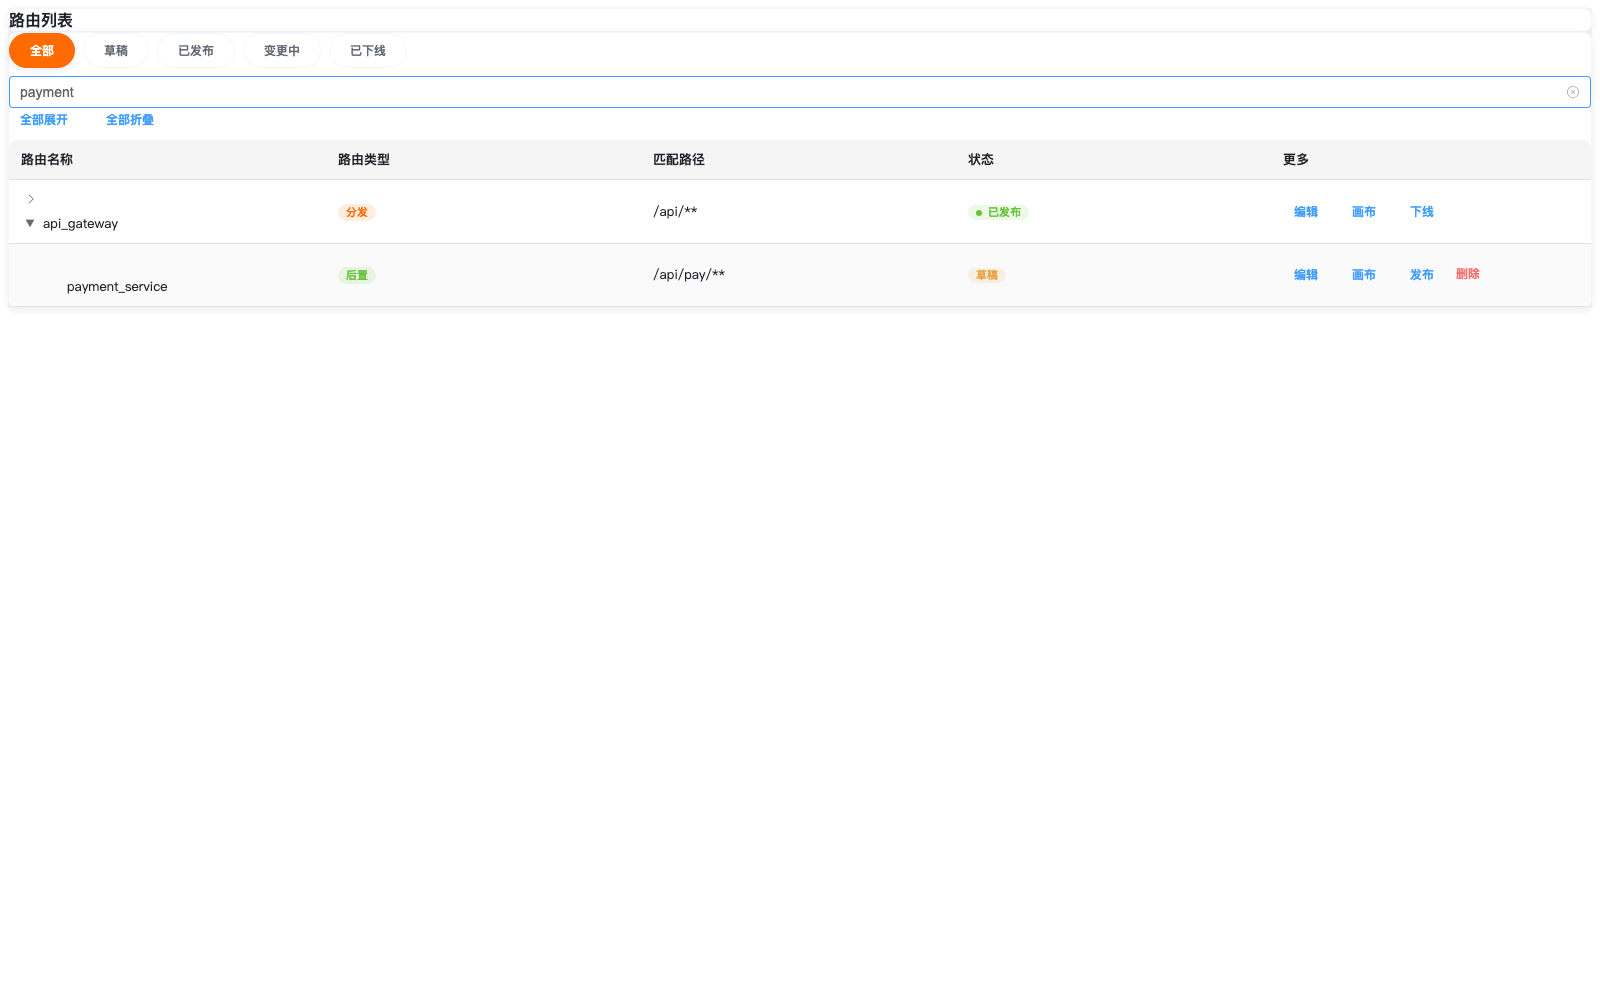 路由列表
全部 草稿 已发布 变更中 已下线
payment
全部展开 全部折叠
路由名称 路由类型 匹配路径 状态 更多
api_gateway 分发 /api/** 已发布 编辑 画布 下线
payment_service 后置 /api/pay/** 草稿 编辑 画布 发布 删除